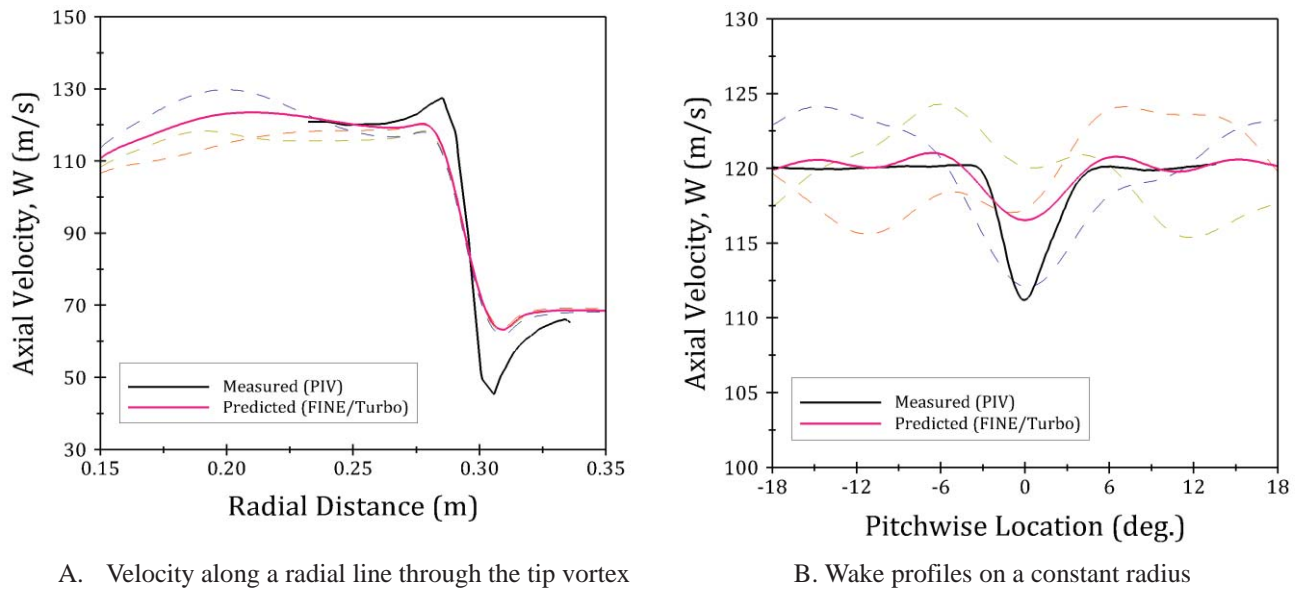 Axial Velocity, W (m/s)
150
130
110
90
70
50
30
0.15 0.20 0.25 0.30 0.35
Radial Distance (m)
Measured (PIV)
Predicted (FINE/Turbo)
A. Velocity along a radial line through the tip vortex
Axial Velocity, W (m/s)
130
125
120
115
110
105
100
-18 -12 -6 0 6 12 18
Pitchwise Location (deg.)
Measured (PIV)
Predicted (FINE/Turbo)
B. Wake profiles on a constant radius